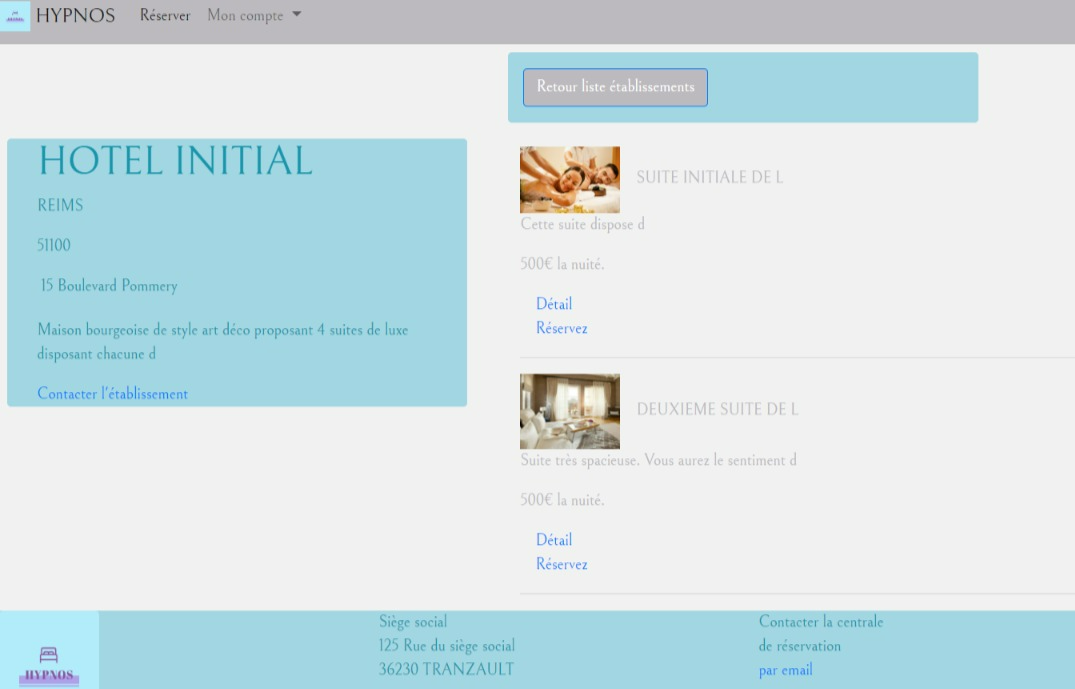 HYPNOS Réserver Mon compte
Retour liste établissements
HOTEL INITIAL
REIMS
51100
15 Boulevard Pommery
Maison bourgeoise de style art déco proposant 4 suites de luxe
disposant chacune d
Contacter l'établissement
SUITE INITIALE DE L
Cette suite dispose d
500€ la nuité.
Détail
Réservez
DEUXIEME SUITE DE L
Suite très spacieuse. Vous aurez le sentiment d
500€ la nuité.
Détail
Réservez
HYPNOS
Siège social
125 Rue du siège social
36230 TRANZAULT
Contacter la centrale
de réservation
par email